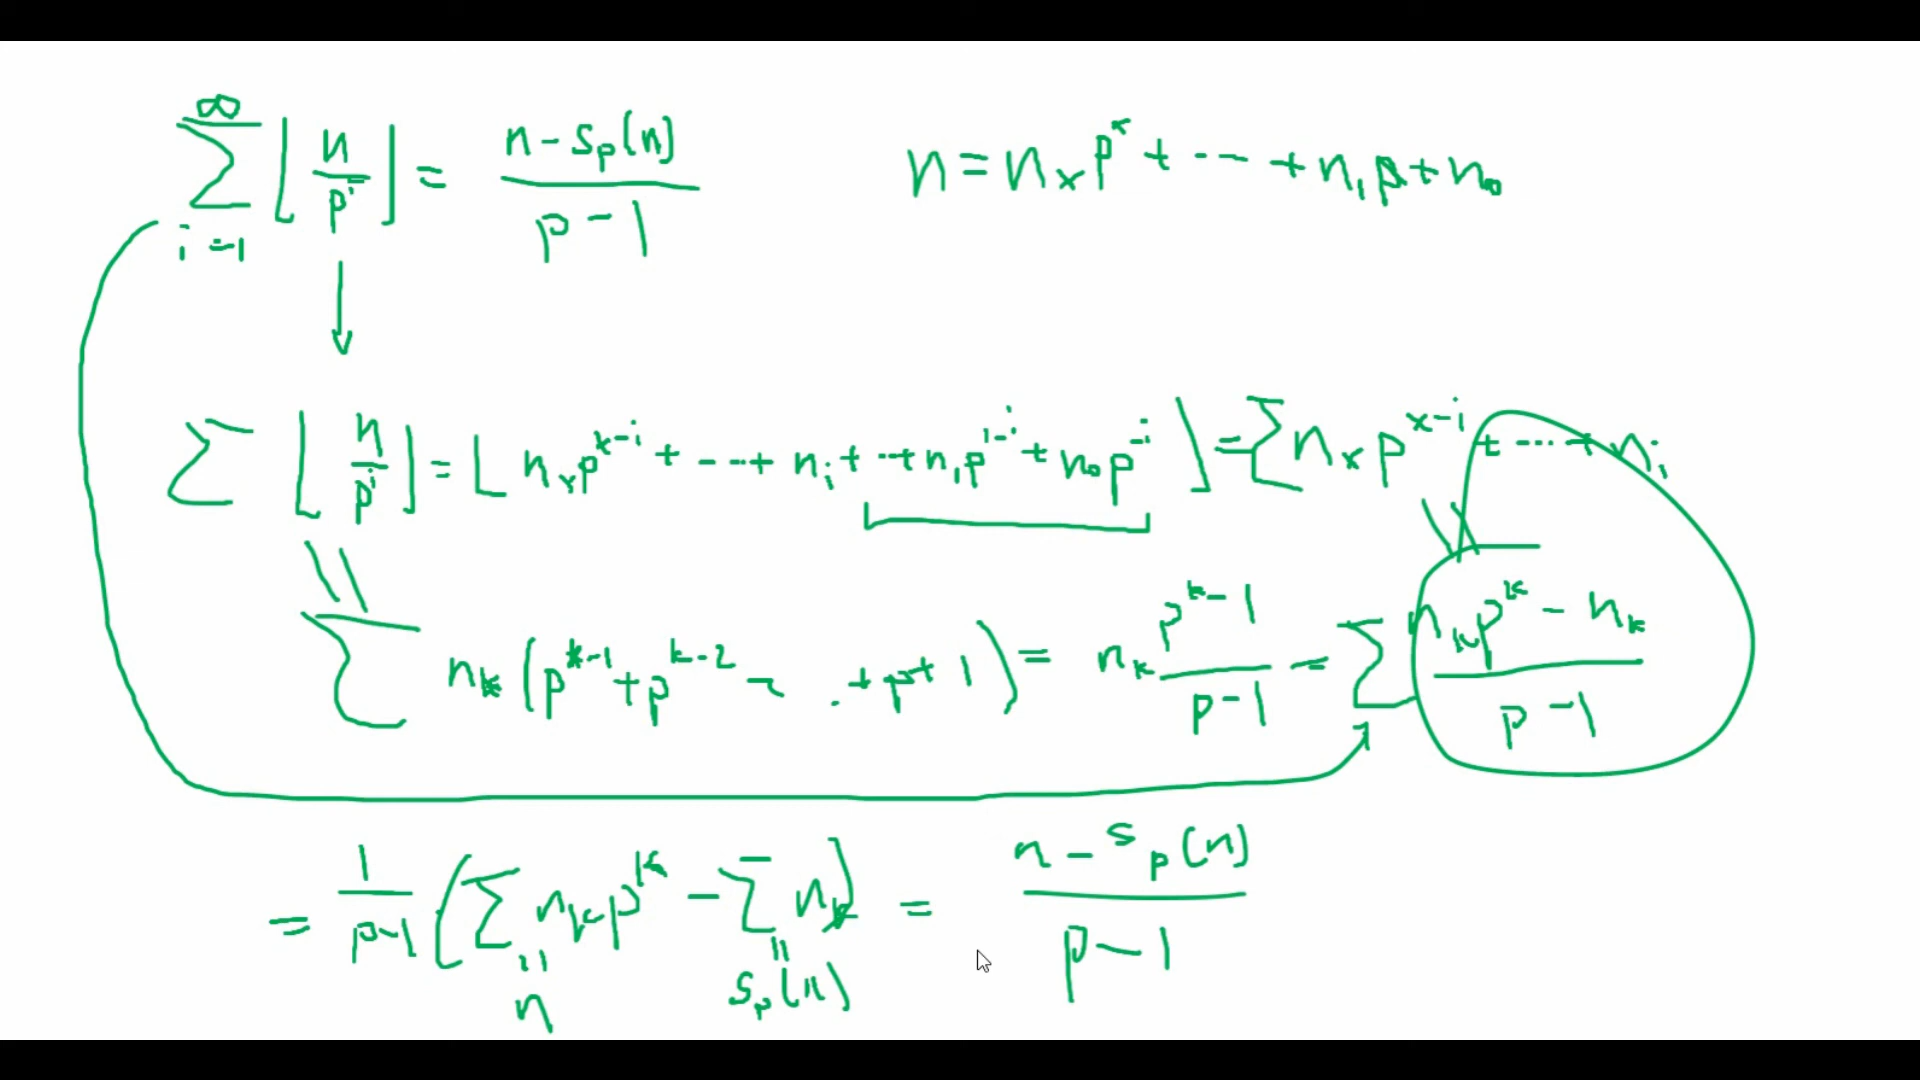 ∑_{i=1}^{∞} ⌊n/p^i⌋ = (n - s_p(n))/(p-1)    n = n_x p^x + ... + n_1 p + n_0
∑ ⌊n/p^i⌋ = ⌊n_x p^{x-i} + ... + n_i + ... + n_1 p^{1-i} + n_0 p^{-i}⌋ = ∑ n_x p^{x-i} + ... + n_i
∑ n_k (p^{k-1} + p^{k-2} ... + p + 1) = n_k (p^k - 1)/(p-1) = ∑ (n_k p^k - n_k)/(p-1)
= 1/(p-1) (∑ n_k p^k - ∑ n_k) = (n - s_p(n))/(p-1)
n    s_p(n)